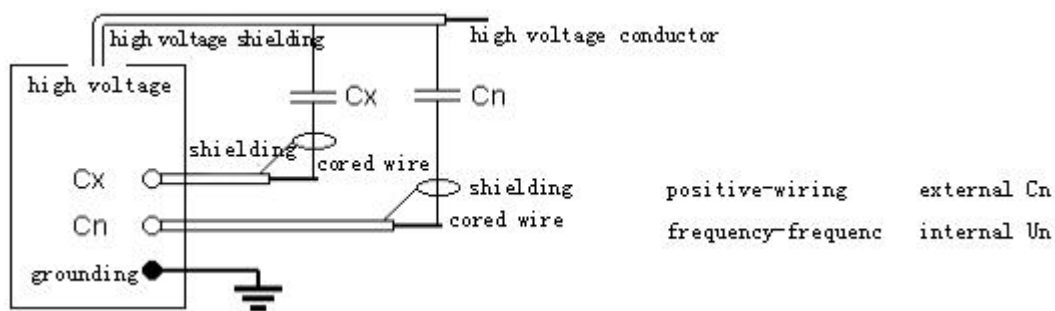 high voltage shielding
high voltage conductor
high voltage
Cx
Cn
shielding
cored wire
Cx
shielding
positive-wiring external Cn
Cn
cored wire
frequency-frequenc internal Un
grounding